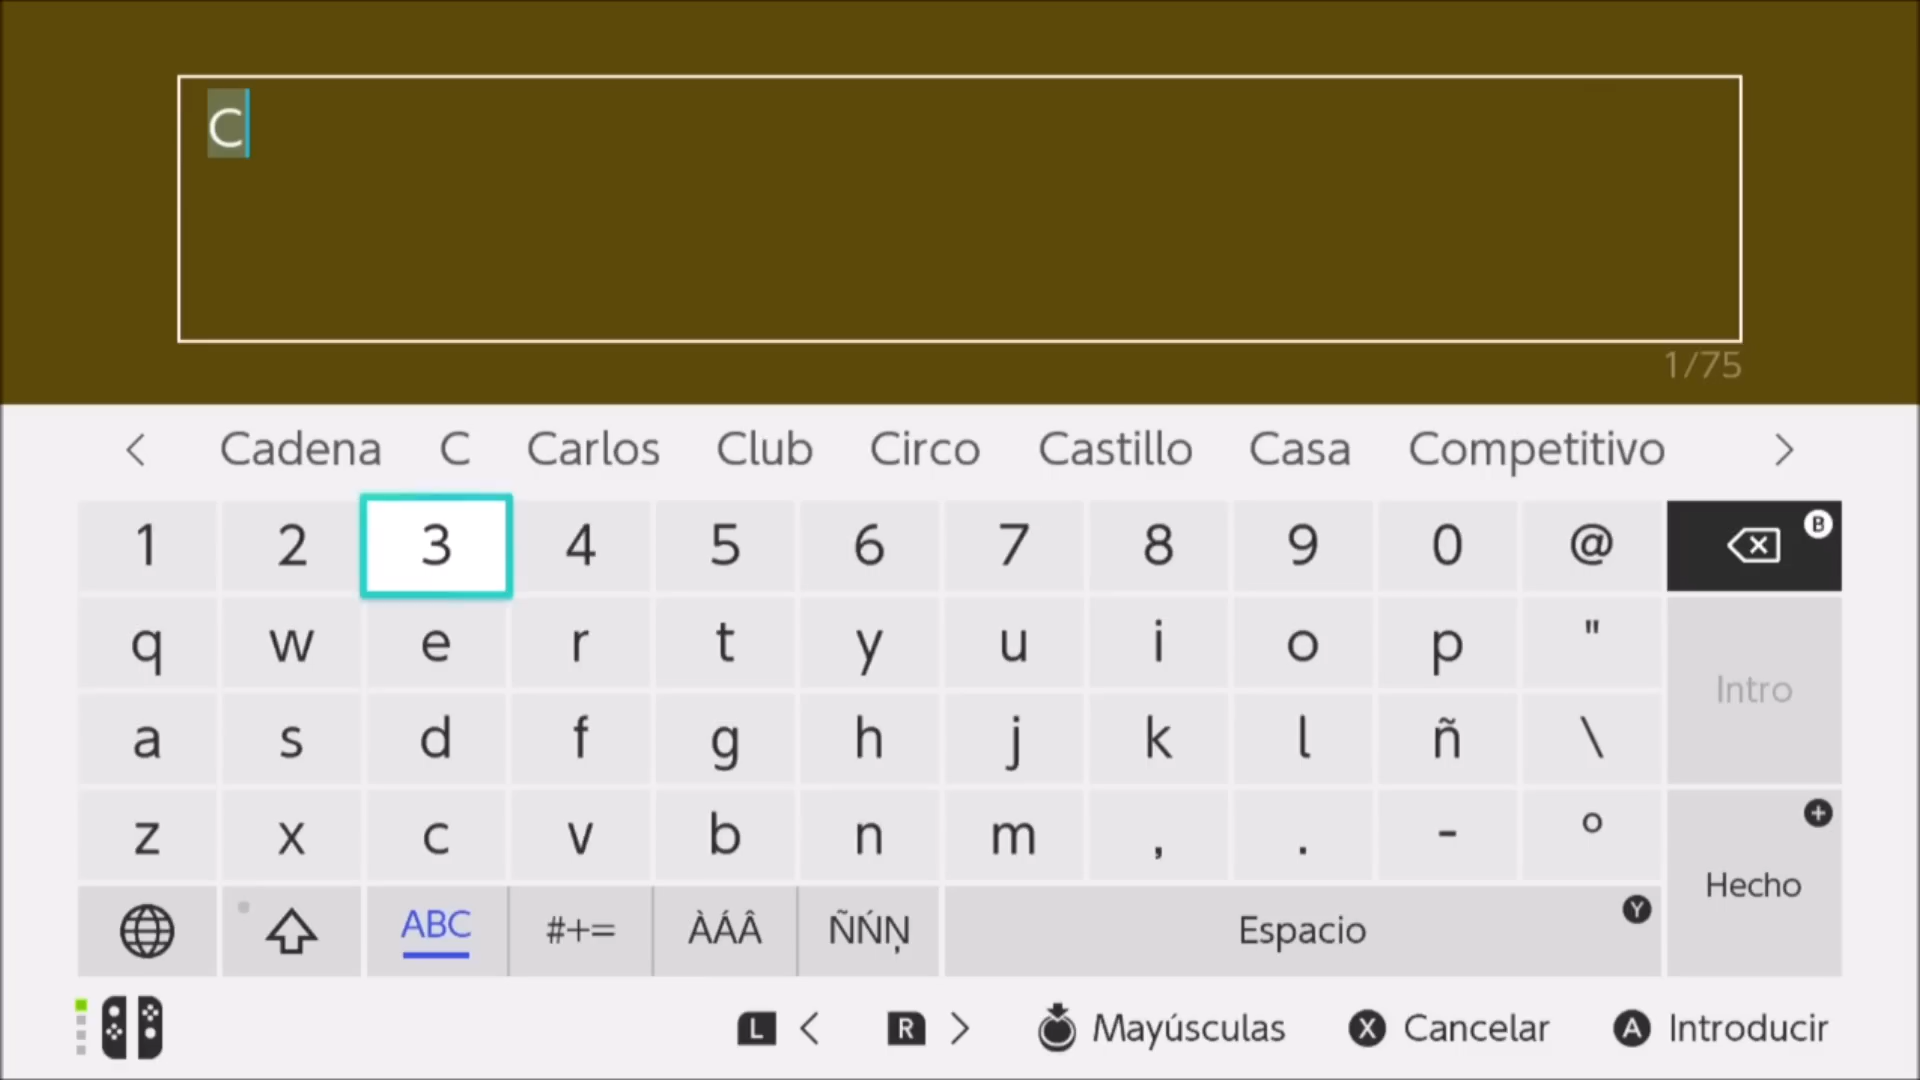 C
1/75
< Cadena C Carlos Club Circo Castillo Casa Competitivo >
1 2 3 4 5 6 7 8 9 0 @ B
q w e r t y u i o p "
Intro
a s d f g h j k l ñ \
z x c v b n m , . - º +
Hecho
ABC #+= ÀÁÂ ÑŃŅ Espacio Y
L < R > Mayúsculas X Cancelar A Introducir